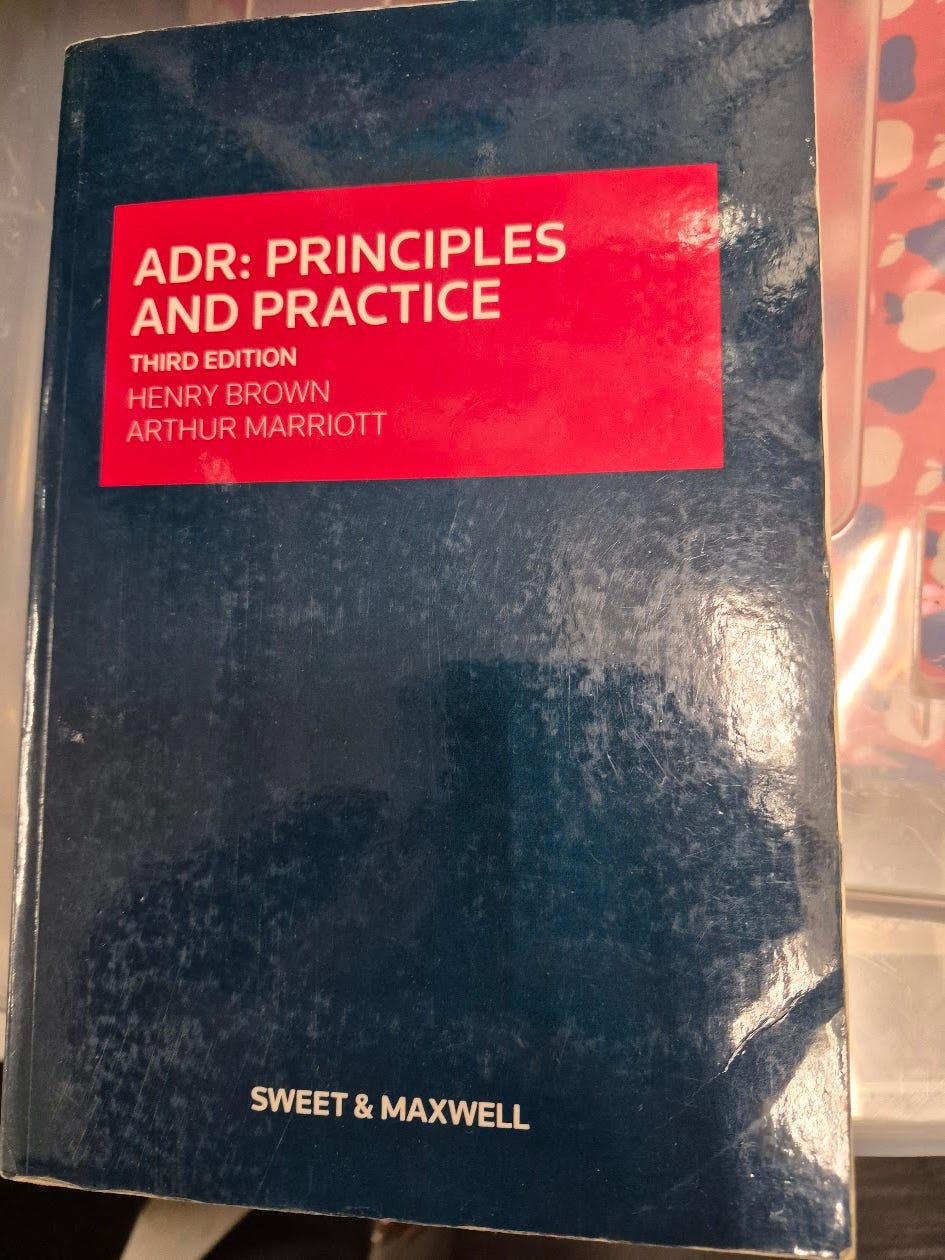 ADR: PRINCIPLES
AND PRACTICE
THIRD EDITION
HENRY BROWN
ARTHUR MARRIOTT
SWEET & MAXWELL